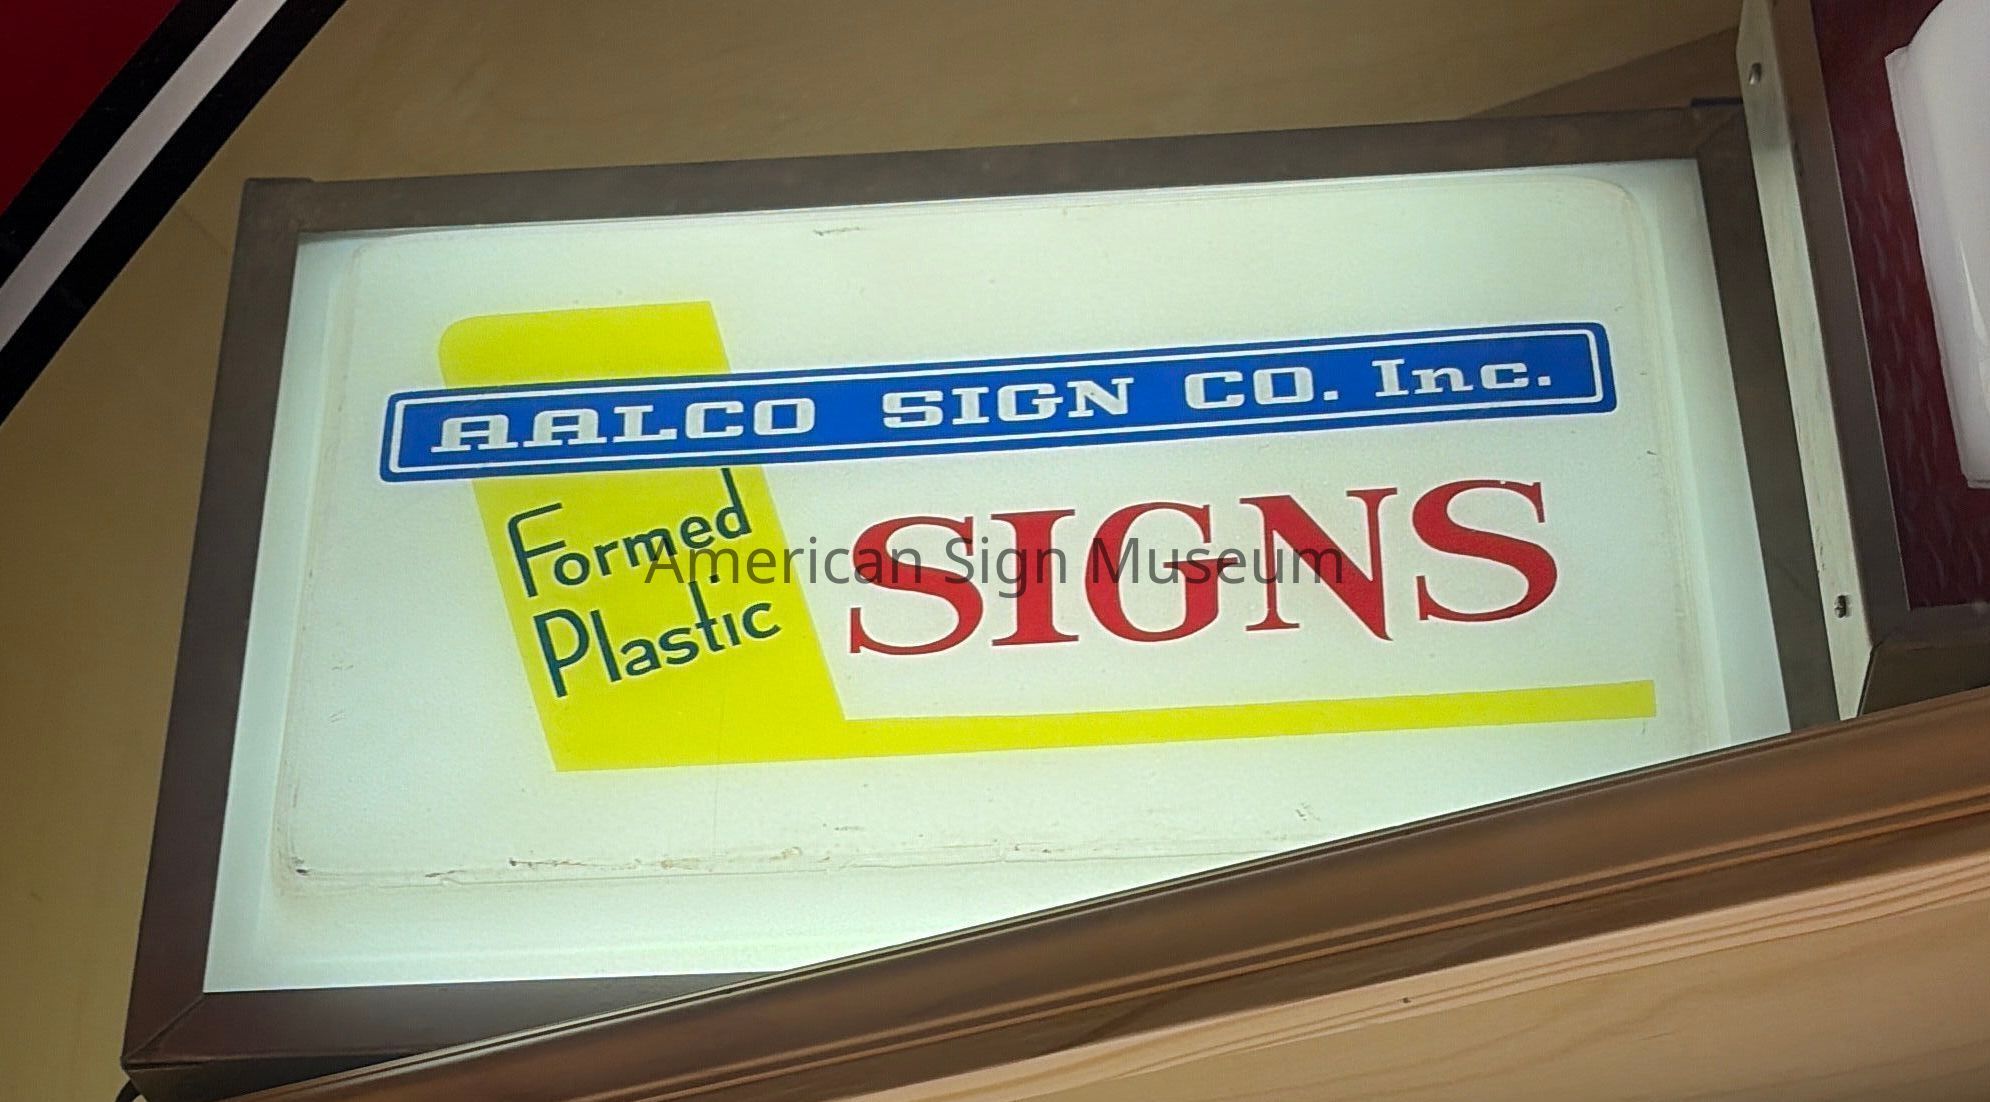 AALCO SIGN CO. Inc.
Formed
Plastic
SIGNS
American Sign Museum